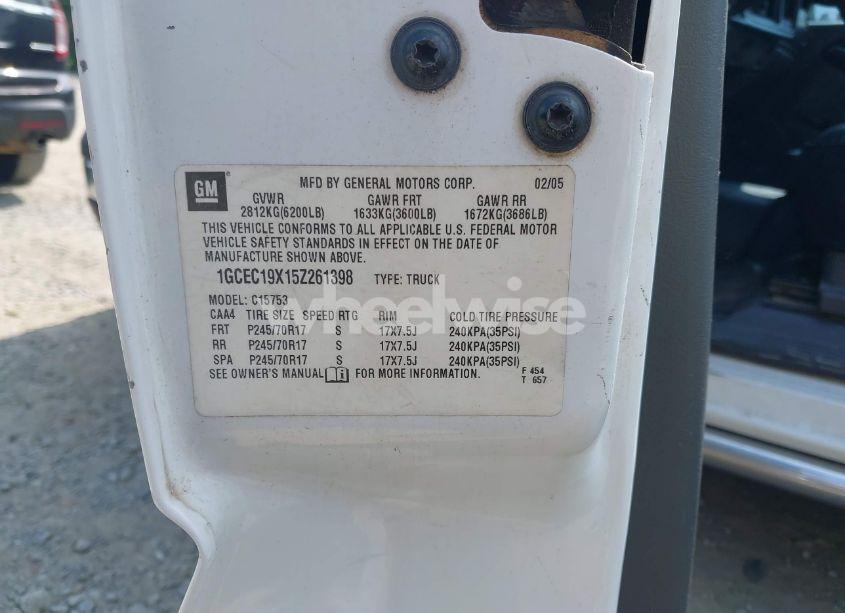 GM
MFD BY GENERAL MOTORS CORP. 02/05
GVWR GAWR FRT GAWR RR
2812KG(6200LB) 1633KG(3600LB) 1672KG(3686LB)
THIS VEHICLE CONFORMS TO ALL APPLICABLE U.S. FEDERAL MOTOR
VEHICLE SAFETY STANDARDS IN EFFECT ON THE DATE OF
MANUFACTURE SHOWN ABOVE.
1GCEC19X15Z261398 TYPE: TRUCK
MODEL: C15753
wheelwise
CAA4 TIRE SIZE SPEED RTG RIM COLD TIRE PRESSURE
FRT P245/70R17 S 17X7.5J 240KPA(35PSI)
RR P245/70R17 S 17X7.5J 240KPA(35PSI)
SPA P245/70R17 S 17X7.5J 240KPA(35PSI)
SEE OWNER'S MANUAL FOR MORE INFORMATION.
F 454
T 657